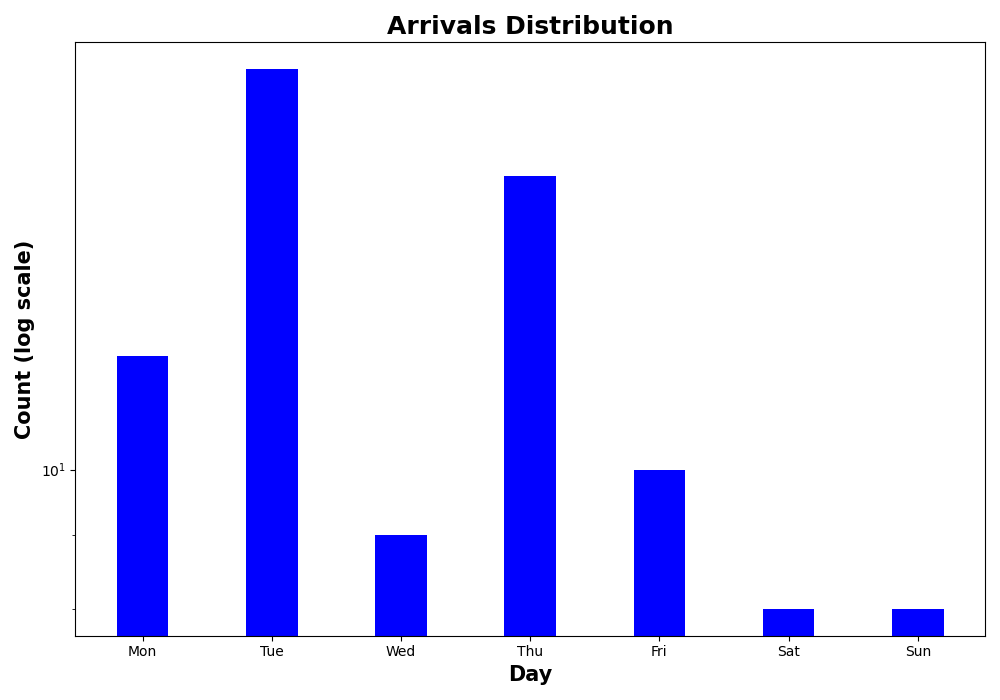 Arrivals Distribution
Count (log scale)
10¹
Mon Tue Wed Thu Fri Sat Sun
Day